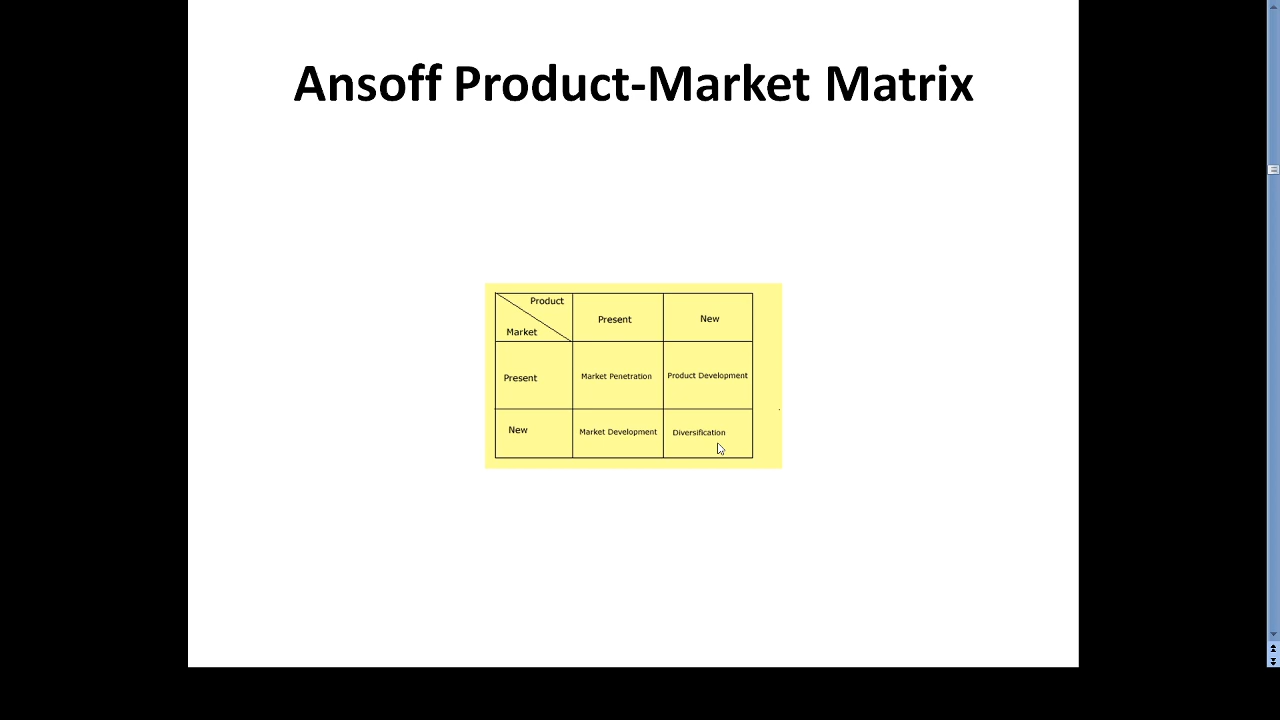 Ansoff Product-Market Matrix
Product
Market
Present
New
Present
Market Penetration
Product Development
New
Market Development
Diversification